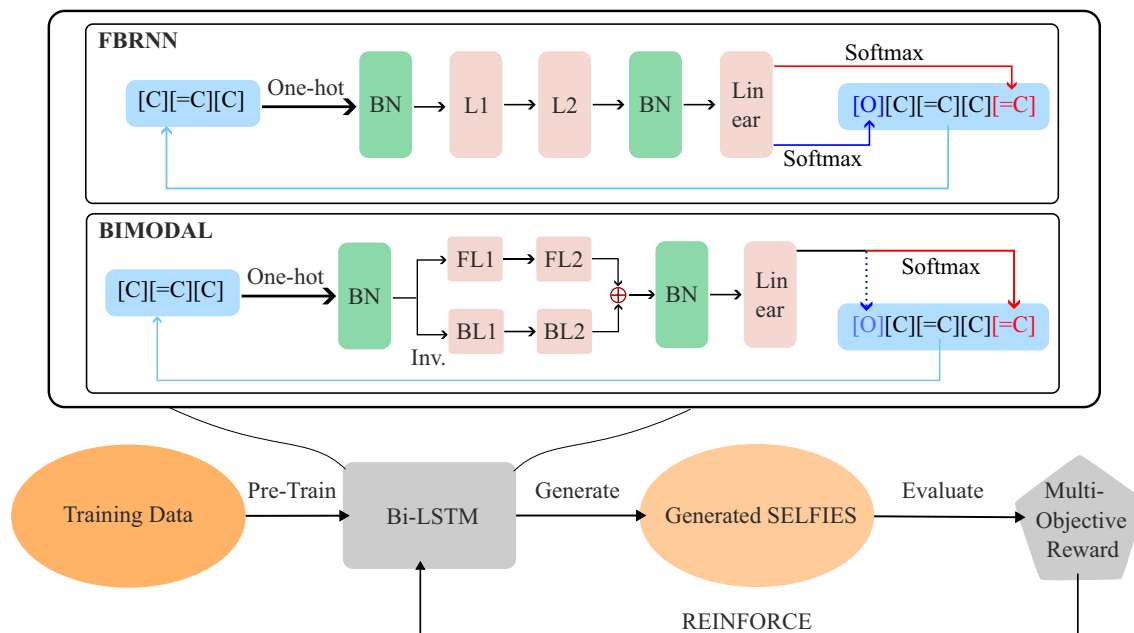 FBRNN
[C][=C][C]
One-hot
BN
L1
L2
BN
Lin
ear
Softmax
Softmax
[O][C][=C][C][=C]
BIMODAL
[C][=C][C]
One-hot
BN
Inv.
FL1
FL2
BL1
BL2
BN
Lin
ear
Softmax
[O][C][=C][C][=C]
Training Data
Pre-Train
Bi-LSTM
Generate
Generated SELFIES
Evaluate
Multi-
Objective
Reward
REINFORCE